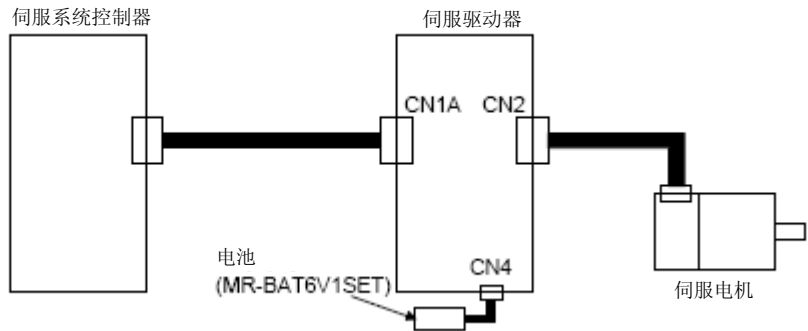 伺服系统控制器
伺服驱动器
CN1A
CN2
电池
(MR-BAT6V1SET)
CN4
伺服电机